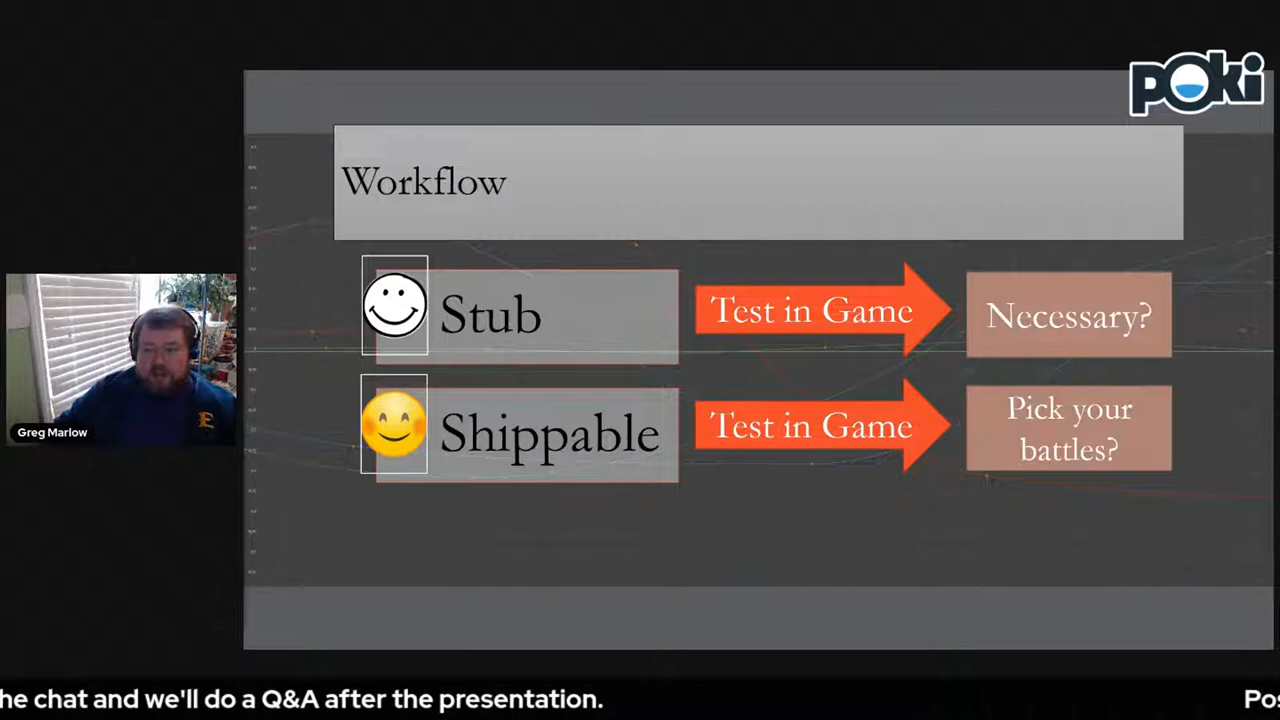 poki
Workflow
Stub
Test in Game
Necessary?
Shippable
Test in Game
Pick your
battles?
Greg Marlow
he chat and we'll do a Q&A after the presentation.
Pos